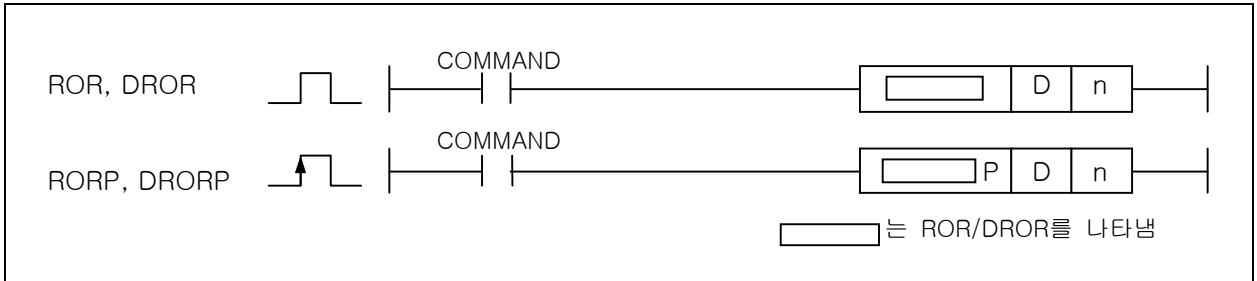 COMMAND
ROR, DROR D n
COMMAND
RORP, DRORP P D n
는 ROR/DROR를 나타냄